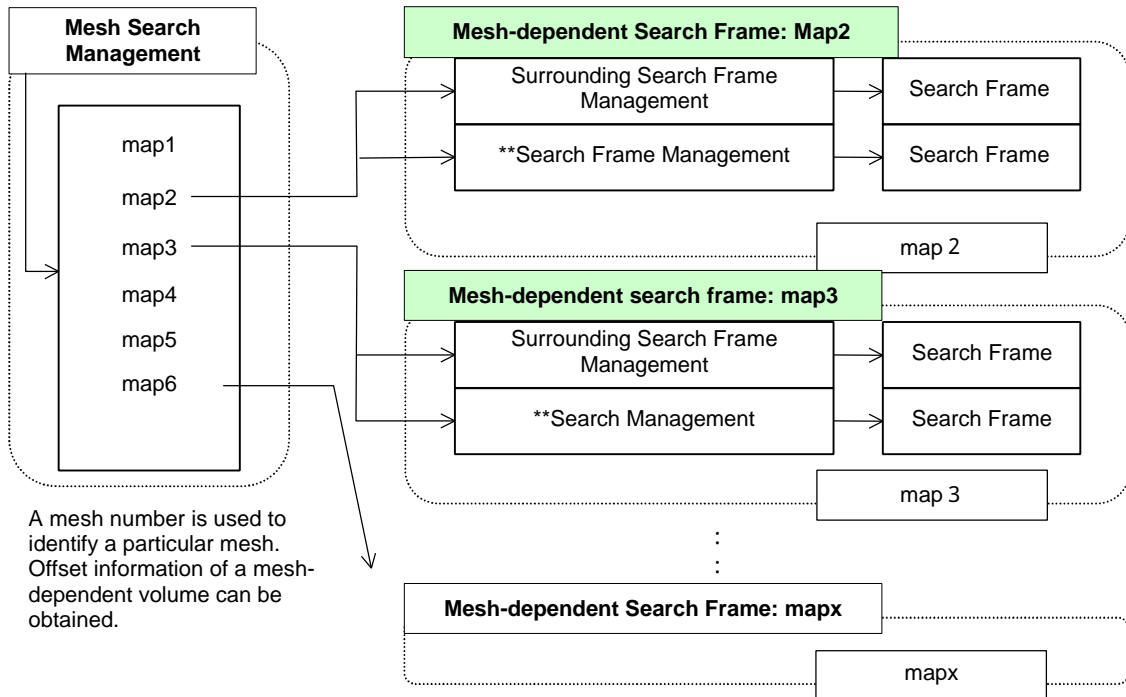 Mesh Search
Management
map1
map2
map3
map4
map5
map6
A mesh number is used to
identify a particular mesh.
Offset information of a mesh-
dependent volume can be
obtained.
Mesh-dependent Search Frame: Map2
Surrounding Search Frame
Management
Search Frame
**Search Frame Management
Search Frame
map 2
Mesh-dependent search frame: map3
Surrounding Search Frame
Management
Search Frame
**Search Management
Search Frame
map 3
Mesh-dependent Search Frame: mapx
mapx